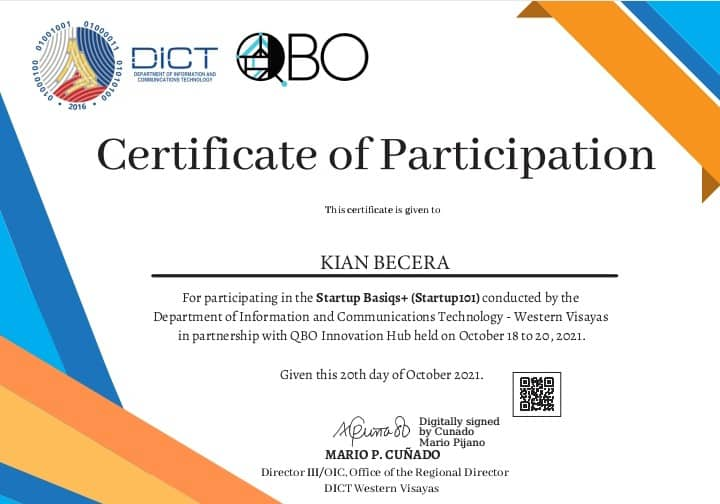 01001001 01000011 01010100 01000100
2016
DICT
DEPARTMENT OF INFORMATION AND
COMMUNICATIONS TECHNOLOGY
QBO
Certificate of Participation
This certificate is given to
KIAN BECERA
For participating in the Startup Basiqs+ (Startup101) conducted by the
Department of Information and Communications Technology - Western Visayas
in partnership with QBO Innovation Hub held on October 18 to 20, 2021.
Given this 20th day of October 2021.
Digitally signed
by Cunado
Mario Pijano
MARIO P. CUÑADO
Director III/OIC, Office of the Regional Director
DICT Western Visayas